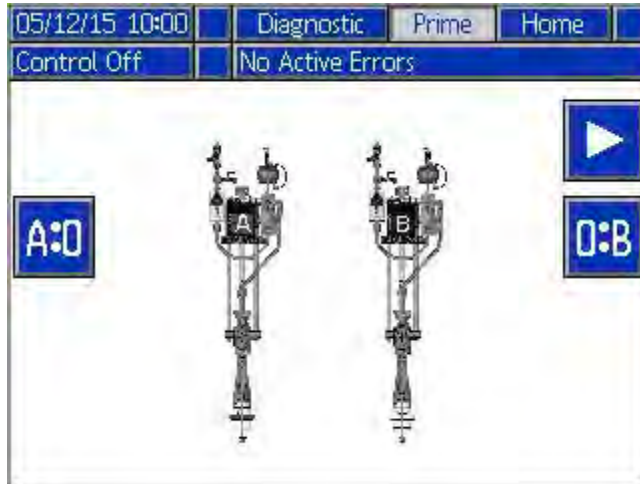 05/12/15 10:00 Diagnostic Prime Home
Control Off No Active Errors
A B
A:0 0:B